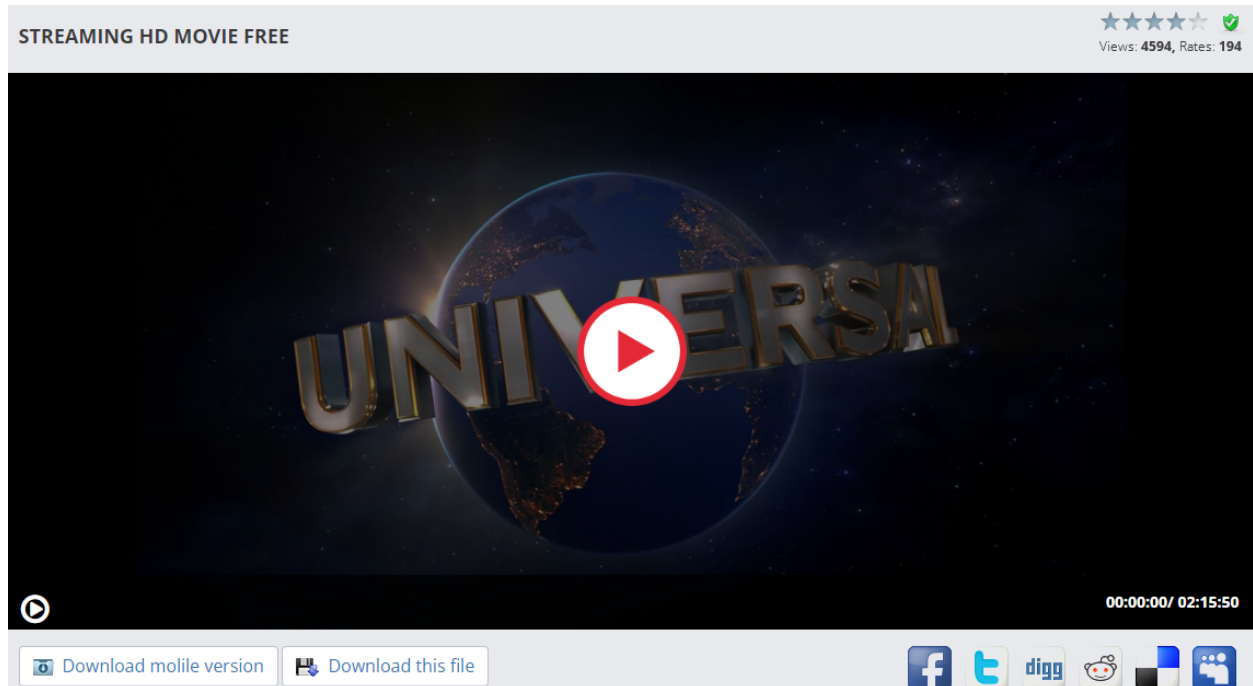 STREAMING HD MOVIE FREE
Views: 4594, Rates: 194
UNIVERSAL
00:00:00/ 02:15:50
Download molile version
Download this file
f
t
digg